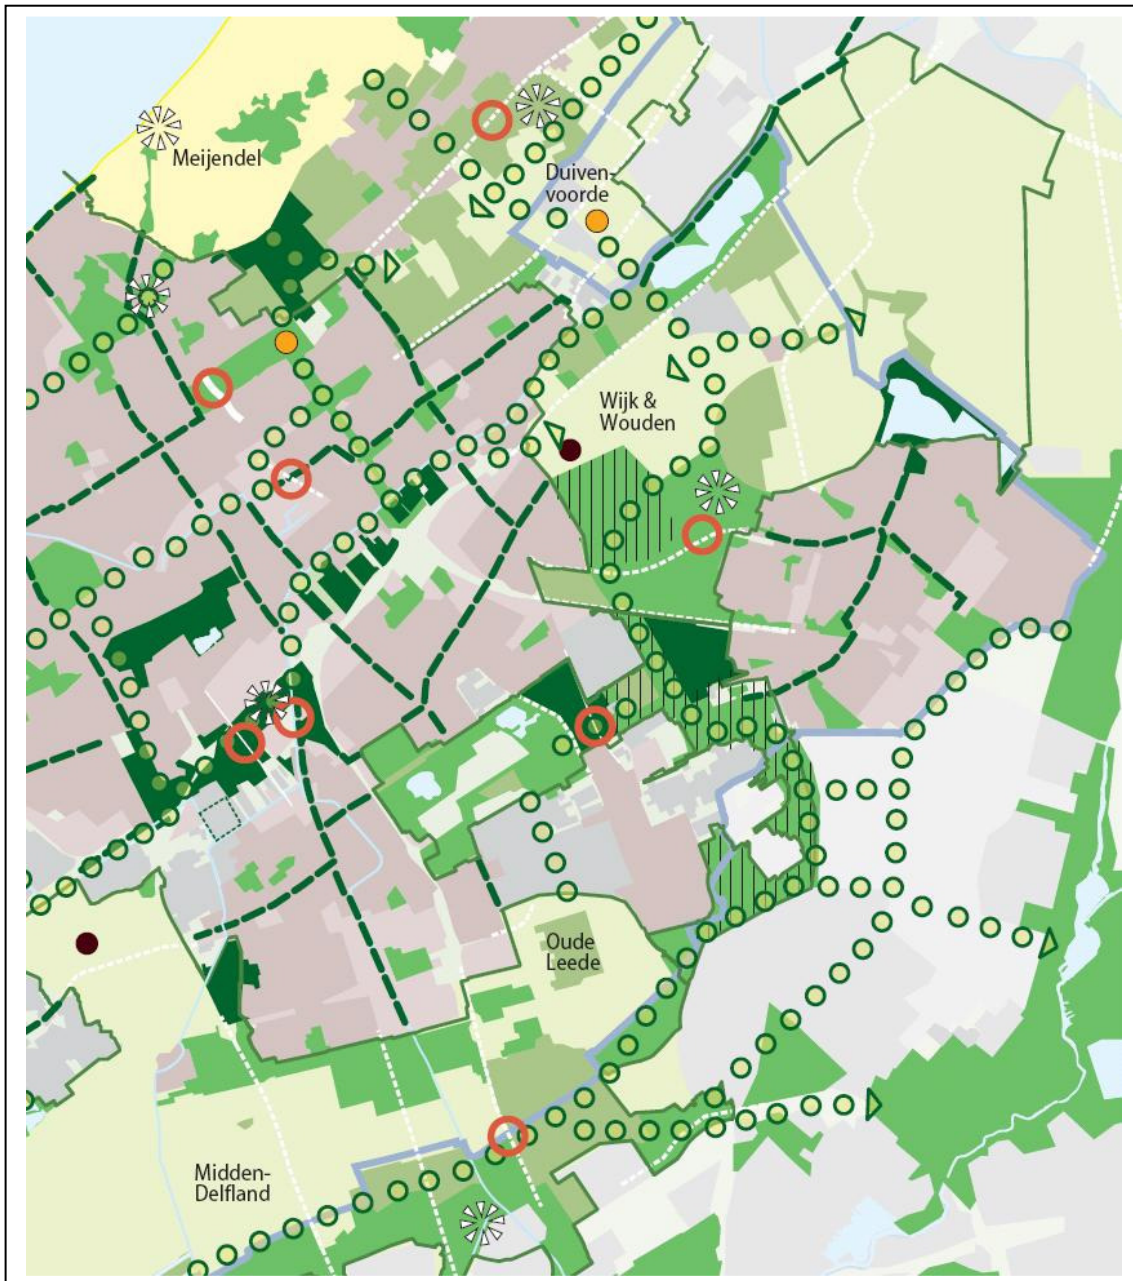 Meijendel
Duiven-
voorde
Wijk &
Wouden
Oude
Leede
Midden-
Delfland